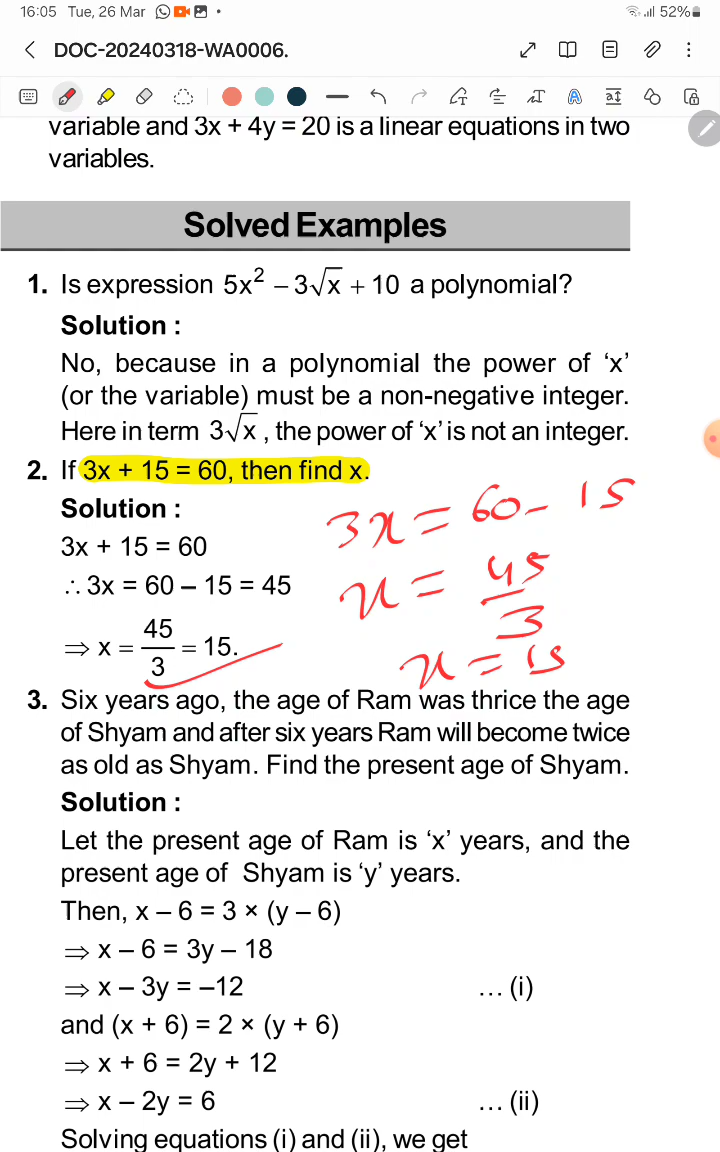 16:05 Tue, 26 Mar 52%
DOC-20240318-WA0006.
variable and 3x + 4y = 20 is a linear equations in two
variables.
Solved Examples
1. Is expression 5x² – 3√x + 10 a polynomial?
Solution :
No, because in a polynomial the power of ‘x’
(or the variable) must be a non-negative integer.
Here in term 3√x , the power of ‘x’ is not an integer.
2. If 3x + 15 = 60, then find x.
Solution :
3x = 60 - 15
3x + 15 = 60
∴ 3x = 60 – 15 = 45
x = 45/3
⇒ x = 45/3 = 15.
x = 15
3. Six years ago, the age of Ram was thrice the age
of Shyam and after six years Ram will become twice
as old as Shyam. Find the present age of Shyam.
Solution :
Let the present age of Ram is ‘x’ years, and the
present age of Shyam is ‘y’ years.
Then, x – 6 = 3 × (y – 6)
⇒ x – 6 = 3y – 18
⇒ x – 3y = –12 … (i)
and (x + 6) = 2 × (y + 6)
⇒ x + 6 = 2y + 12
⇒ x – 2y = 6 … (ii)
Solving equations (i) and (ii), we get